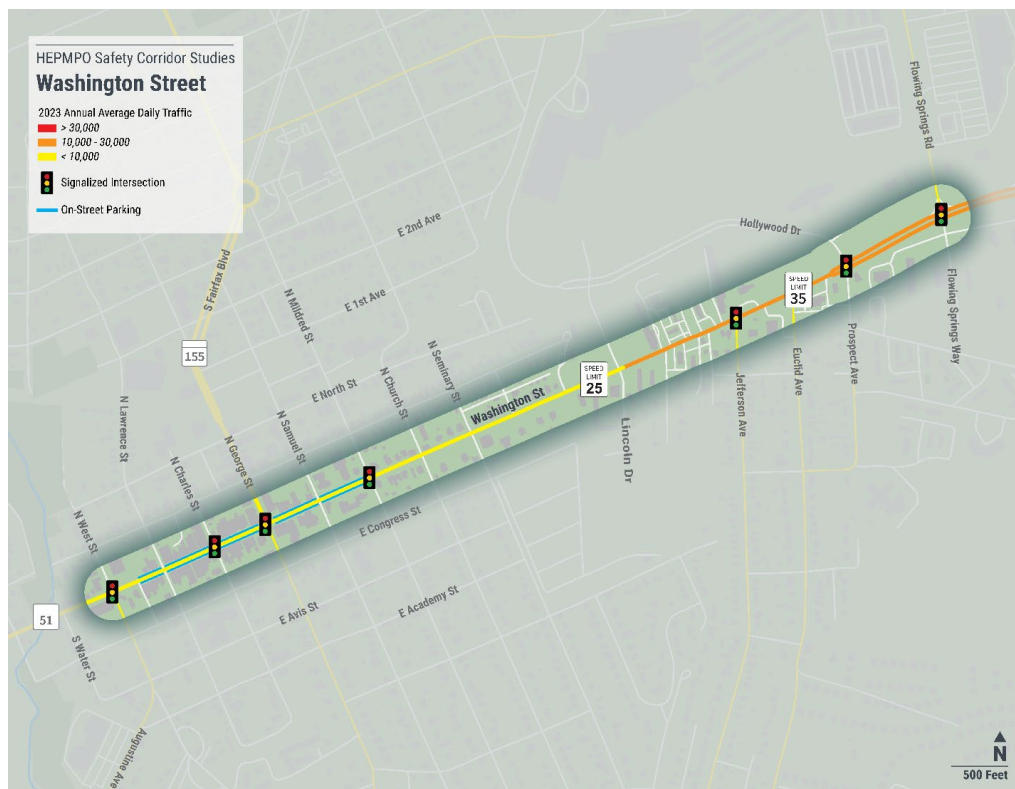 HEPMPO Safety Corridor Studies
Washington Street
2023 Annual Average Daily Traffic
> 30,000
10,000 - 30,000
< 10,000
Signalized Intersection
On-Street Parking
Flowing Springs Rd
Hollywood Dr
E 2nd Ave
S Fairfax Blvd
N Mildred St
E 1st Ave
155
SPEED
LIMIT
35
Flowing Springs Way
N Seminary St
N Church St
E North St
SPEED
LIMIT
25
Washington St
Prospect Ave
Euclid Ave
Jefferson Ave
N Lawrence St
N Samuel St
N George St
N Charles St
Lincoln Dr
N West St
E Congress St
E Avis St
E Academy St
51
S Water St
Augustine Ave
N
500 Feet